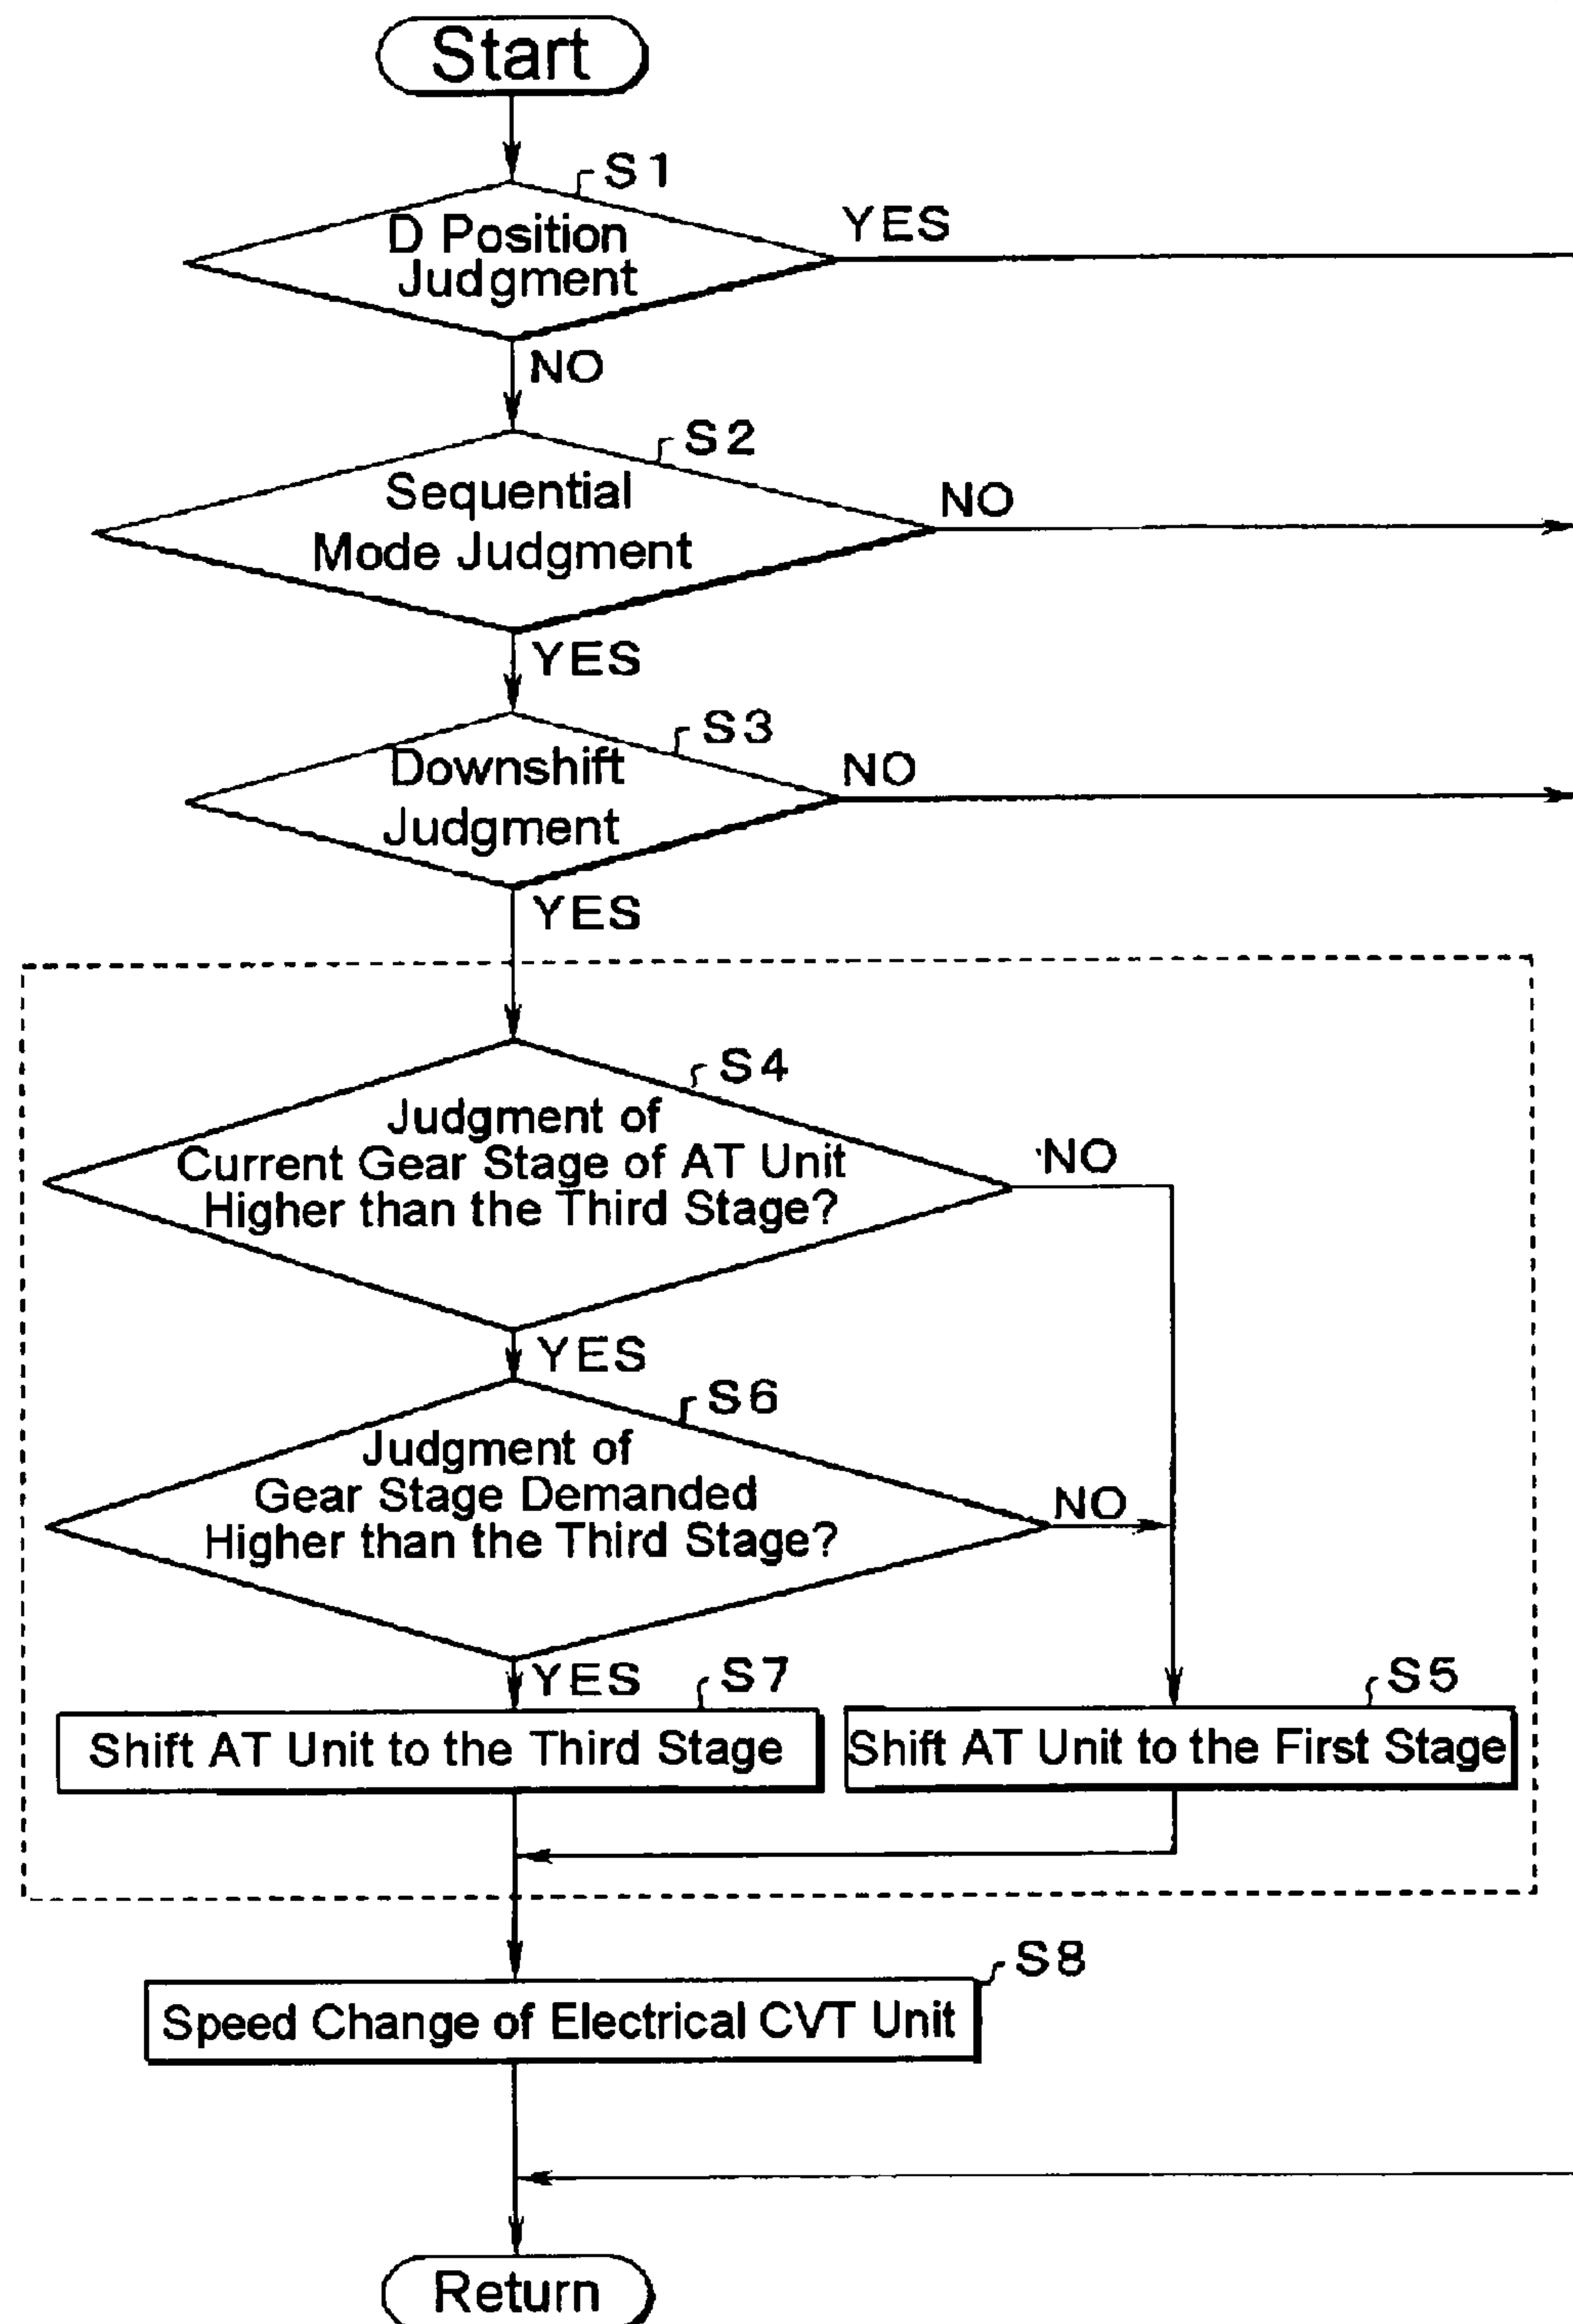 Start
S1
D Position
Judgment
YES
NO
S2
Sequential
Mode Judgment
NO
YES
S3
Downshift
Judgment
NO
YES
S4
Judgment of
Current Gear Stage of AT Unit
Higher than the Third Stage?
NO
YES
S6
Judgment of
Gear Stage Demanded
Higher than the Third Stage?
NO
YES
S7
Shift AT Unit to the Third Stage
S5
Shift AT Unit to the First Stage
S8
Speed Change of Electrical CVT Unit
Return